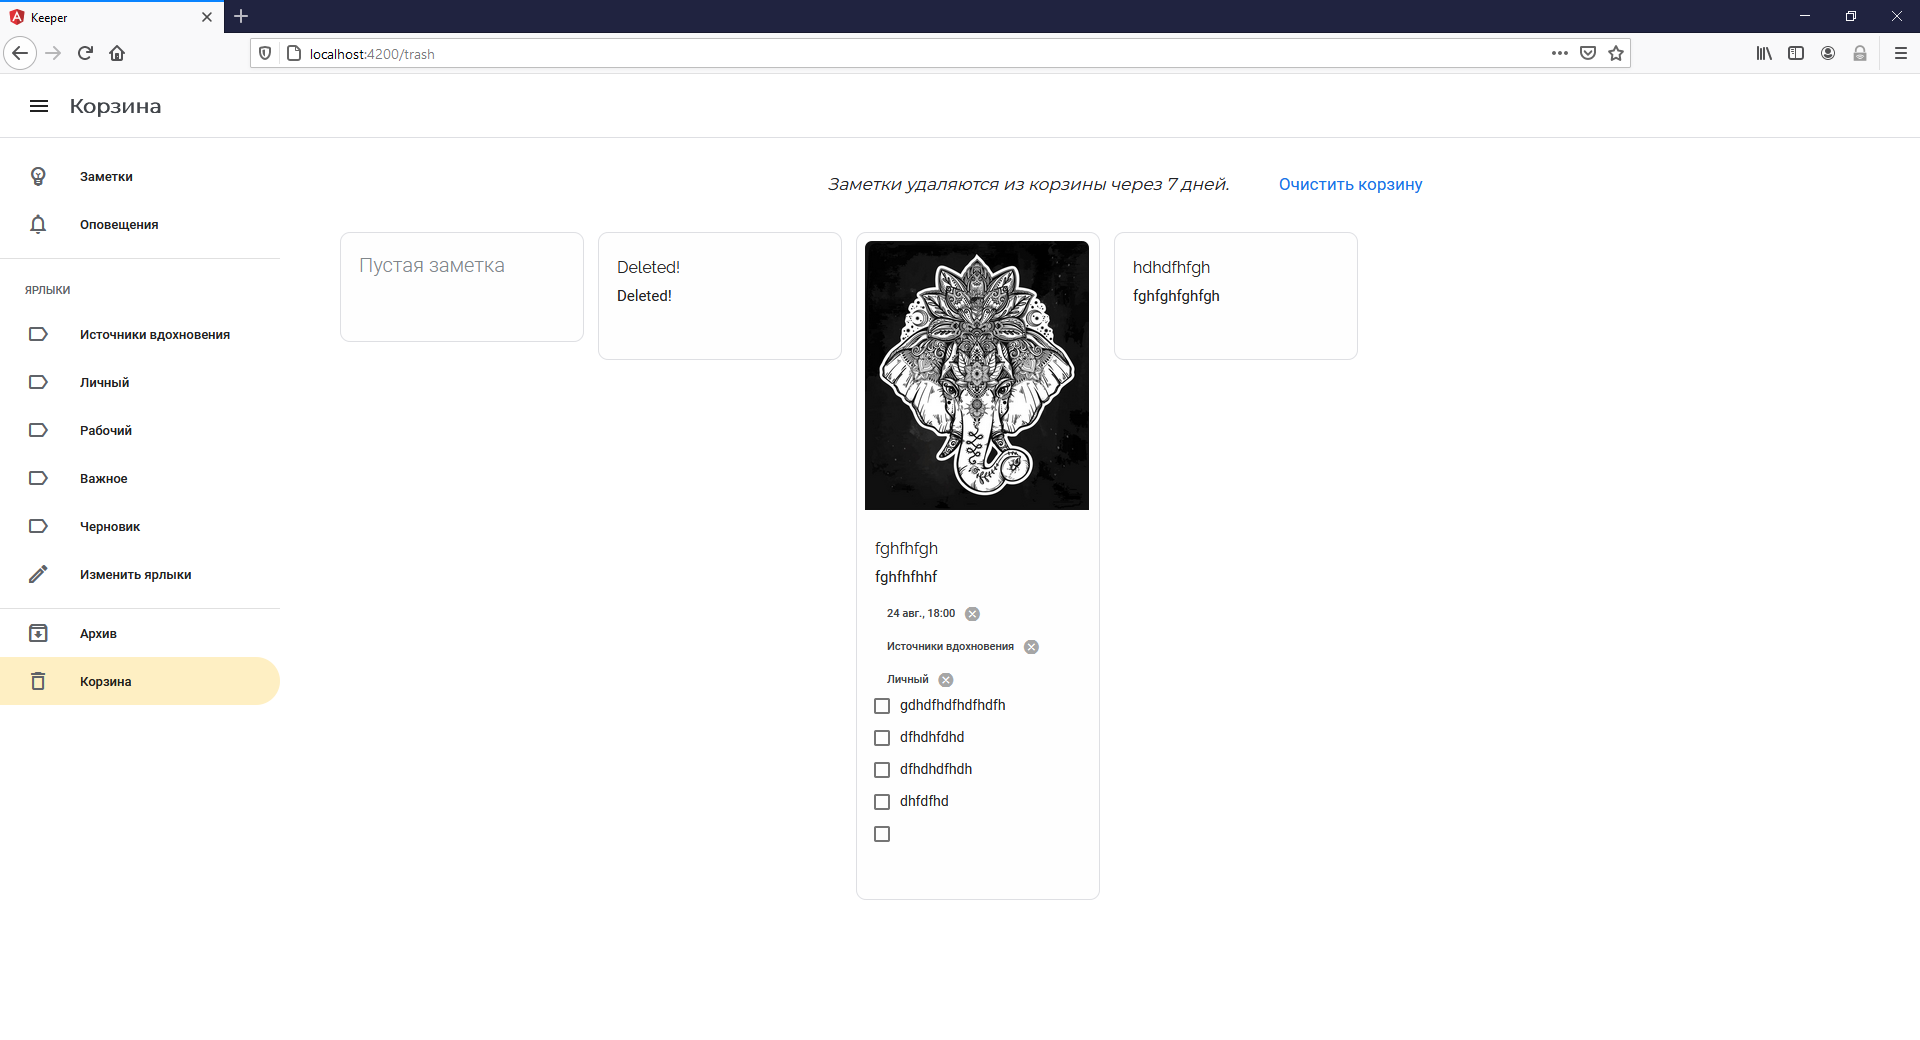 Keeper
localhost:4200/trash
Корзина
Заметки
Оповещения
ЯРЛЫКИ
Источники вдохновения
Личный
Рабочий
Важное
Черновик
Изменить ярлыки
Архив
Корзина
Заметки удаляются из корзины через 7 дней. Очистить корзину
Пустая заметка
Deleted!
Deleted!
fghfhfgh
fghfhfhhf
24 авг., 18:00
Источники вдохновения
Личный
gdhdfhdfhdfhdfh
dfhdhfdhd
dfhdhdfhdh
dhfdfhd
hdhdfhfgh
fghfghfghfgh